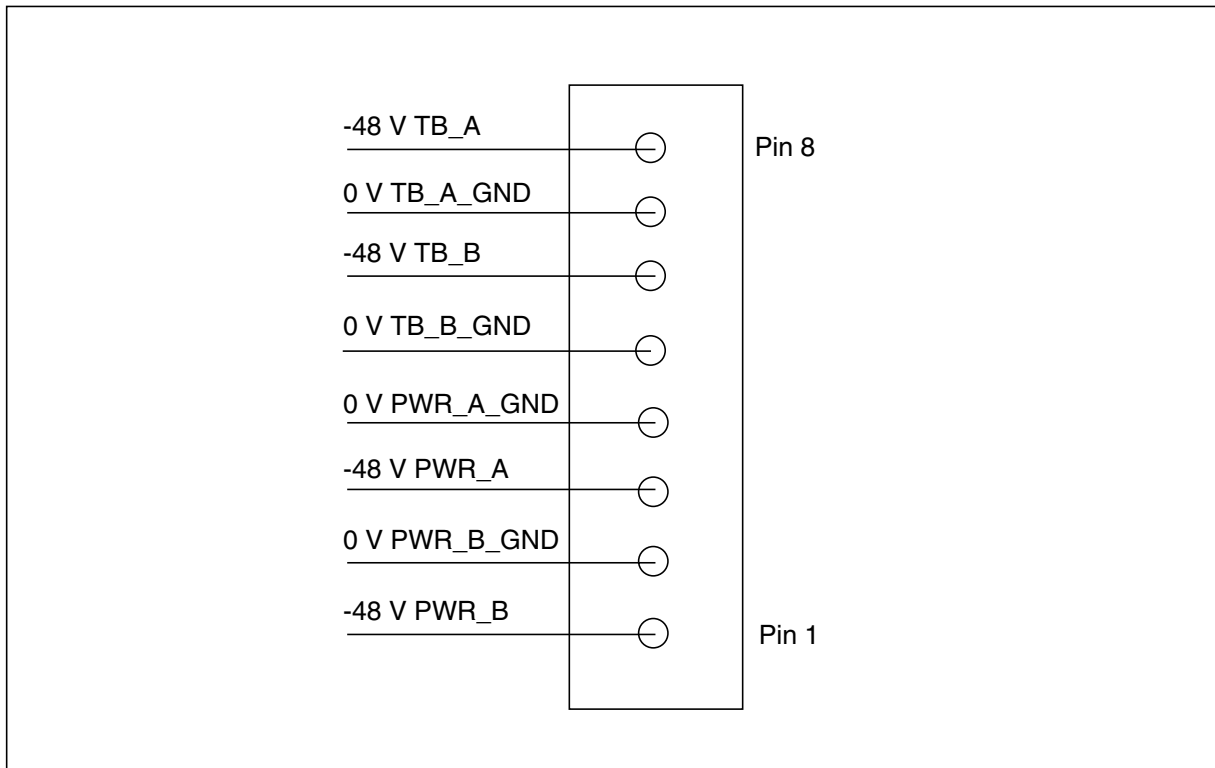 -48 V TB_A
Pin 8
0 V TB_A_GND
-48 V TB_B
0 V TB_B_GND
0 V PWR_A_GND
-48 V PWR_A
0 V PWR_B_GND
-48 V PWR_B
Pin 1